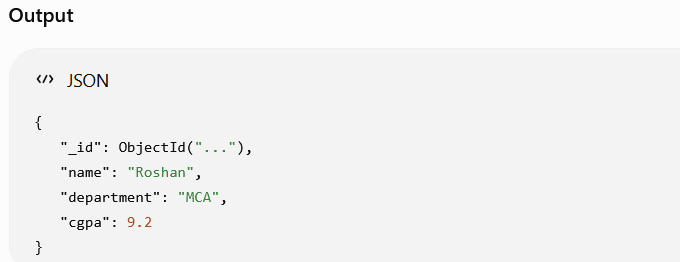 Output
</> JSON
{
"_id": ObjectId("..."),
"name": "Roshan",
"department": "MCA",
"cgpa": 9.2
}